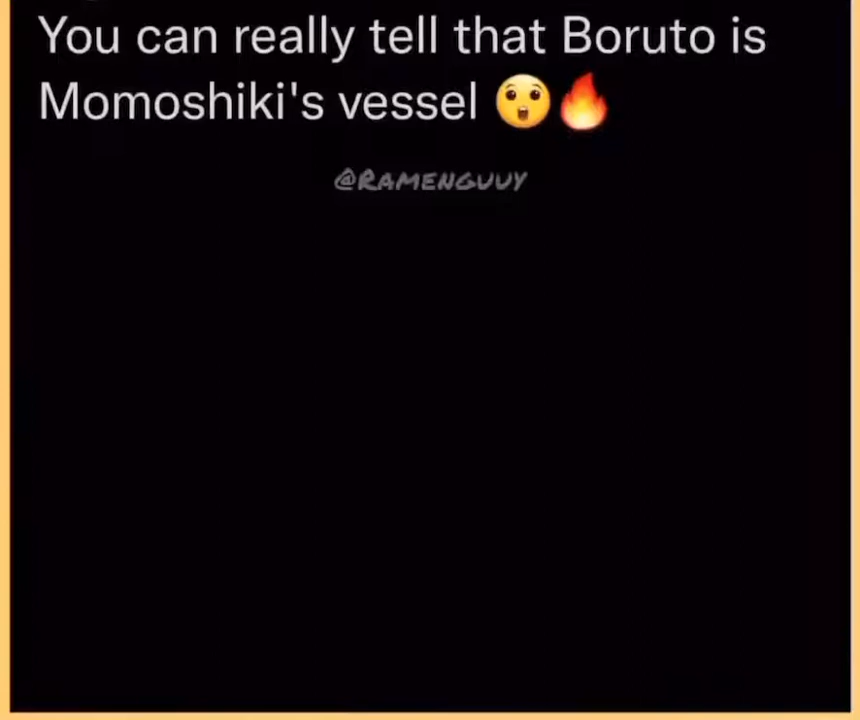 You can really tell that Boruto is
Momoshiki's vessel 😲🔥
@RAMENGUUY